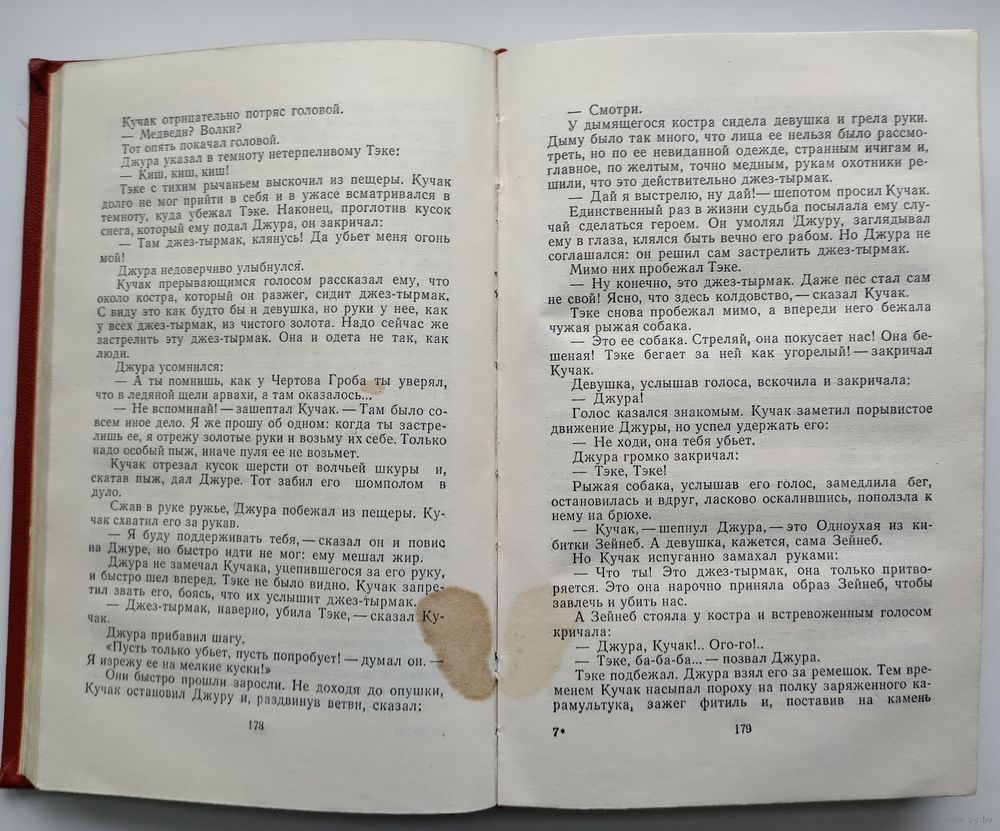 Кучак отрицательно потряс головой.
— Медведи? Волки?
Тот опять покачал головой.
Джура указал в темноту нетерпеливому Тэке:
— Киш, киш, киш!
Тэке с тихим рычаньем выскочил из пещеры. Кучак
долго не мог прийти в себя и в ужасе всматривался в
темноту, куда убежал Тэке. Наконец, проглотив кусок
снега, который ему подал Джура, он закричал:
— Там джез-тырмак, клянусь! Да убьет меня огонь
мой!
Джура недоверчиво улыбнулся.
Кучак прерывающимся голосом рассказал ему, что
около костра, который он разжег, сидит джез-тырмак.
С виду это как будто бы и девушка, но руки у нее, как
у всех джез-тырмак, из чистого золота. Надо сейчас же
застрелить эту джез-тырмак. Она и одета не так, как
люди.
Джура усомнился:
— А ты помнишь, как у Чертова Гроба ты уверял,
что в ледяной щели арвахи, а там оказалось...
— Не вспоминай! — зашептал Кучак. — Там было со-
всем иное дело. Я же прошу об одном: когда ты застре-
лишь ее, я отрежу золотые руки и возьму их себе. Только
надо особый пыж, иначе пуля ее не возьмет.
Кучак отрезал кусок шерсти от волчьей шкуры и,
скатав пыж, дал Джуре. Тот забил его шомполом в
дуло.
Сжав в руке ружье, Джура побежал из пещеры. Ку-
чак схватил его за рукав.
— Я буду поддерживать тебя, — сказал он и повис
на Джуре, но быстро идти не мог: ему мешал жир.
Джура не замечал Кучака, уцепившегося за его руку,
и быстро шел вперед. Тэке не было видно. Кучак запре-
тил звать его, боясь, что их услышит джез-тырмак.
— Джез-тырмак, наверно, убила Тэке, — сказал Ку-
чак.
Джура прибавил шагу.
«Пусть только убьет, пусть попробует! — думал он. —
Я изрежу ее на мелкие куски!»
Они быстро прошли заросли. Не доходя до опушки,
Кучак остановил Джуру и, раздвинув ветви, сказал:
178
— Смотри.
У дымящегося костра сидела девушка и грела руки.
Дыму было так много, что лица ее нельзя было рассмо-
треть, но по ее невиданной одежде, странным ичигам и,
главное, по желтым, точно медным, рукам охотники ре-
шили, что это действительно джез-тырмак.
— Дай я выстрелю, ну дай! — шепотом просил Кучак.
Единственный раз в жизни судьба посылала ему слу-
чай сделаться героем. Он умолял Джуру, заглядывал
ему в глаза, клялся быть вечно его рабом. Но Джура не
соглашался: он решил сам застрелить джез-тырмак.
Мимо них пробежал Тэке.
— Ну конечно, это джез-тырмак. Даже пес стал сам
не свой! Ясно, что здесь колдовство, — сказал Кучак.
Тэке снова пробежал мимо, а впереди него бежала
чужая рыжая собака.
— Это ее собака. Стреляй, она покусает нас! Она бе-
шеная! Тэке бегает за ней как угорелый! — закричал
Кучак.
Девушка, услышав голоса, вскочила и закричала:
— Джура!
Голос казался знакомым. Кучак заметил порывистое
движение Джуры, но успел удержать его:
— Не ходи, она тебя убьет.
Джура громко закричал:
— Тэке, Тэке!
Рыжая собака, услышав его голос, замедлила бег,
остановилась и вдруг, ласково оскалившись, поползла к
нему на брюхе.
— Кучак, — шепнул Джура, — это Одноухая из ки-
битки Зейнеб. А девушка, кажется, сама Зейнеб.
Но Кучак испуганно замахал руками:
— Что ты! Это джез-тырмак, она только притво-
ряется. Это она нарочно приняла образ Зейнеб, чтобы
завлечь и убить нас.
А Зейнеб стояла у костра и встревоженным голосом
кричала:
— Джура, Кучак!.. Ого-го!..
— Тэке, ба-ба-ба... — позвал Джура.
Тэке подбежал. Джура взял его за ремешок. Тем вре-
менем Кучак насыпал пороху на полку заряженного ка-
рамультука, зажег фитиль и, поставив на камень
7*
179
www.ay.by